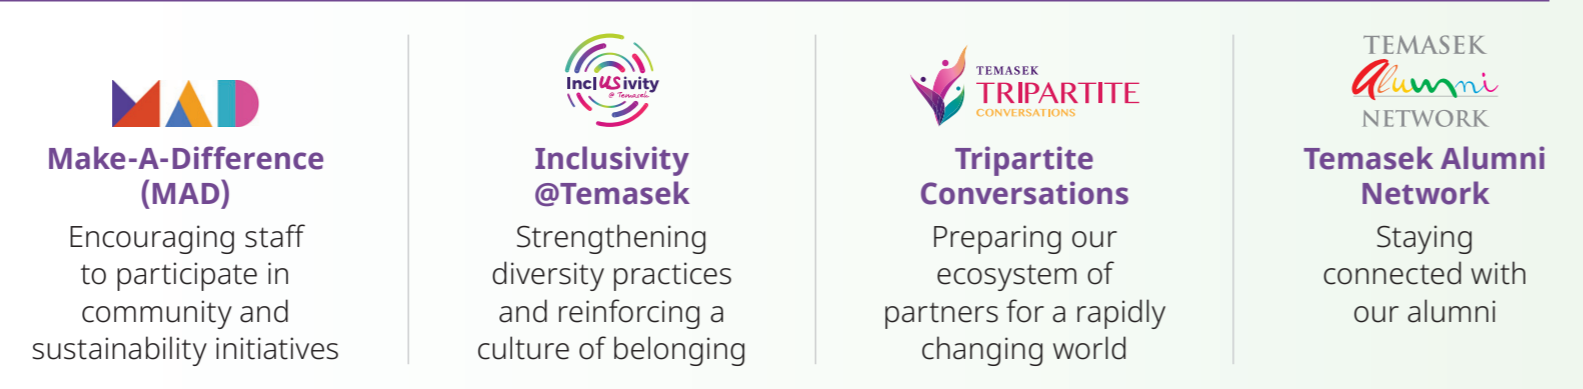 MAD
Make-A-Difference
(MAD)
Encouraging staff
to participate in
community and
sustainability initiatives
InclUSivity
@ Temasek
Inclusivity
@Temasek
Strengthening
diversity practices
and reinforcing a
culture of belonging
TEMASEK
TRIPARTITE
CONVERSATIONS
Tripartite
Conversations
Preparing our
ecosystem of
partners for a rapidly
changing world
TEMASEK
alumni
NETWORK
Temasek Alumni
Network
Staying
connected with
our alumni